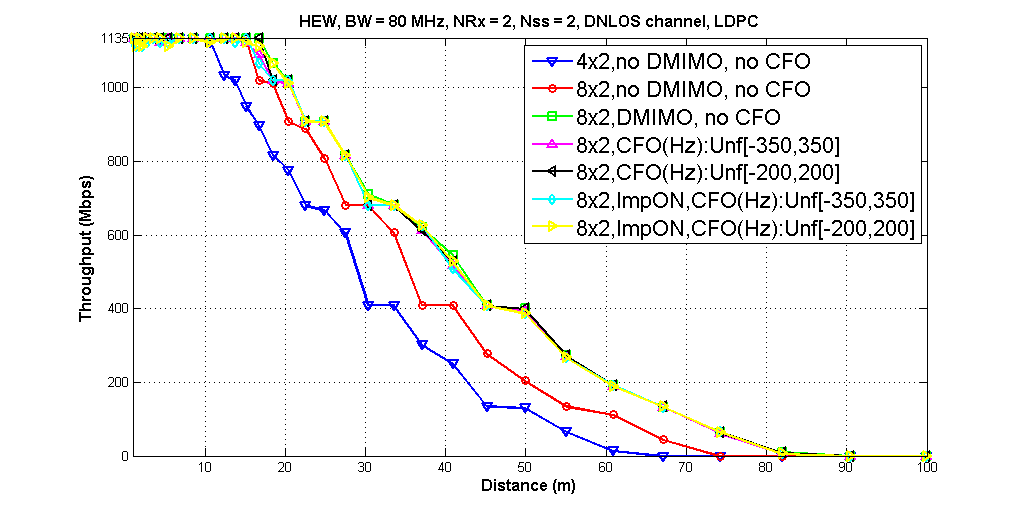 HEW, BW = 80 MHz, NRx = 2, Nss = 2, DNLOS channel, LDPC
1135
1000
800
600
400
200
0
Throughput (Mbps)
4x2,no DMIMO, no CFO
8x2,no DMIMO, no CFO
8x2,DMIMO, no CFO
8x2,CFO(Hz):Unf[-350,350]
8x2,CFO(Hz):Unf[-200,200]
8x2,ImpON,CFO(Hz):Unf[-350,350]
8x2,ImpON,CFO(Hz):Unf[-200,200]
10 20 30 40 50 60 70 80 90 100
Distance (m)